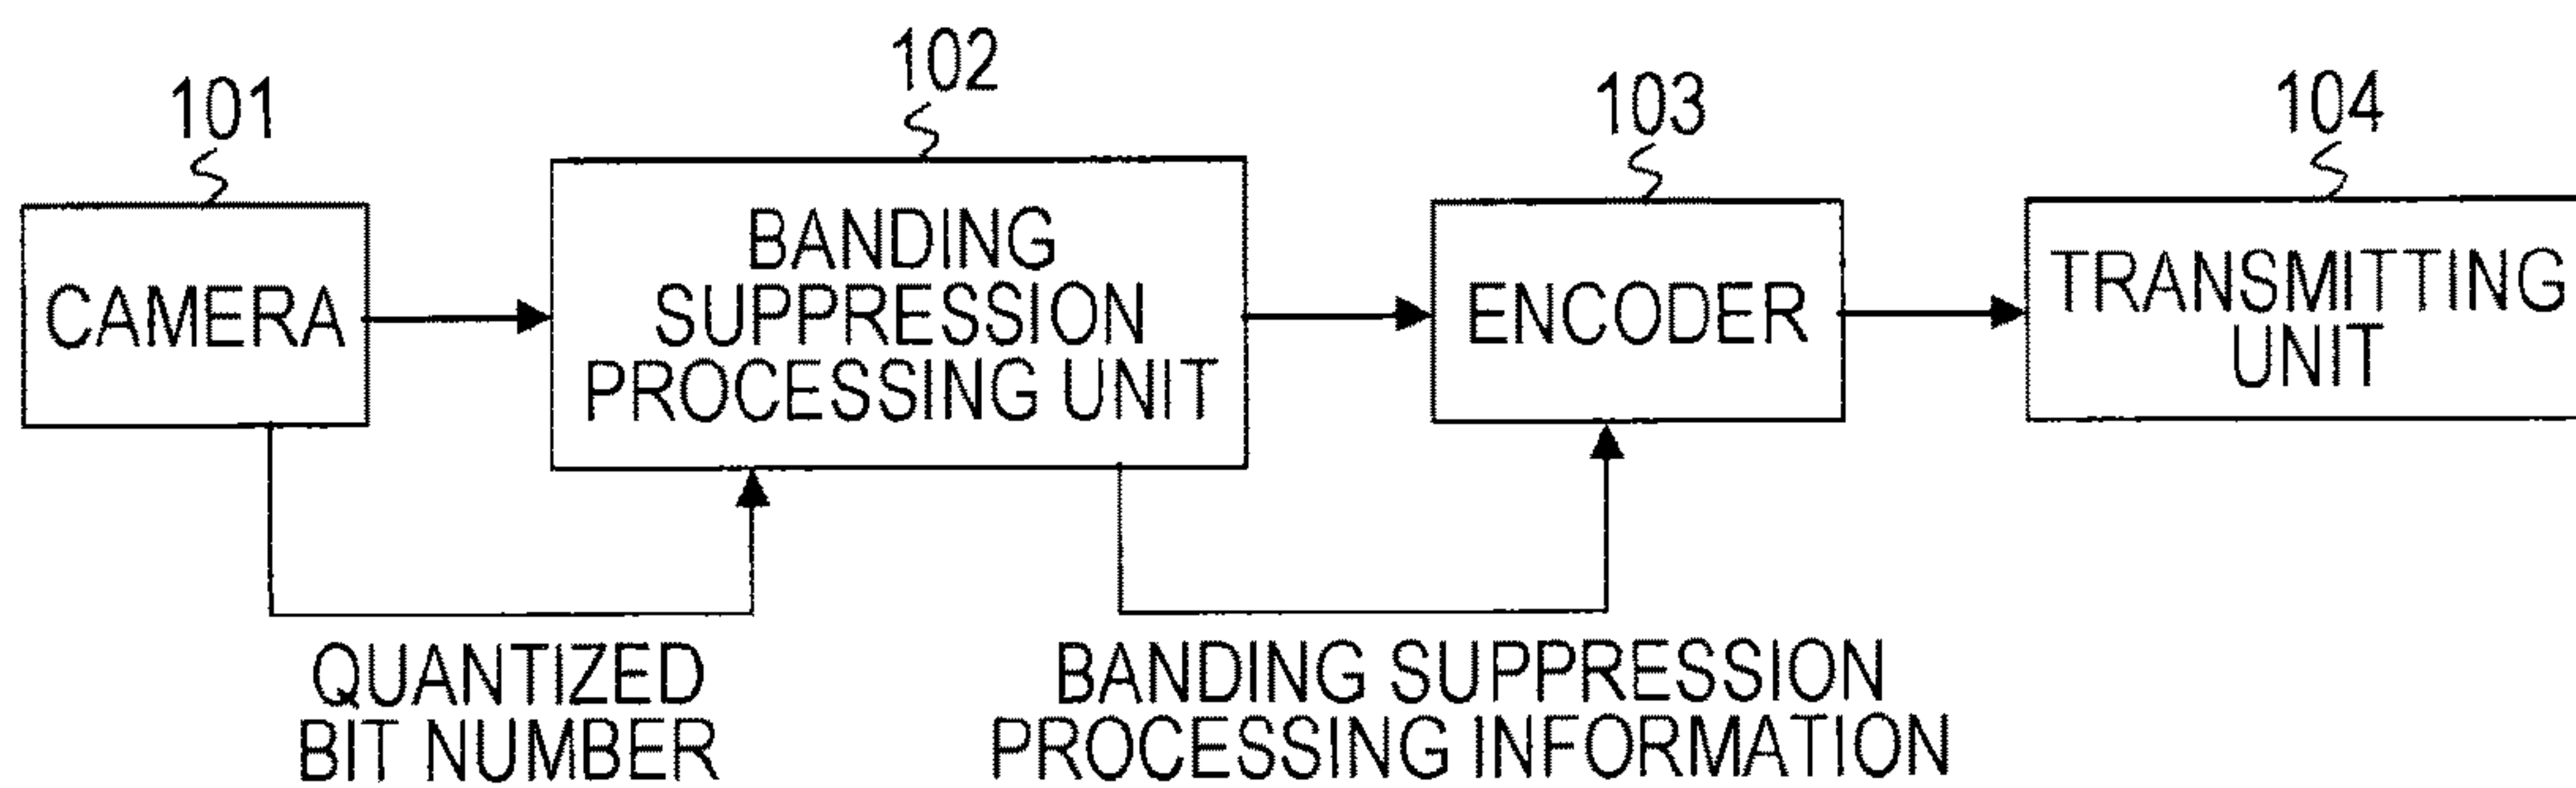 101
102
103
104
CAMERA
BANDING
SUPPRESSION
PROCESSING UNIT
ENCODER
TRANSMITTING
UNIT
QUANTIZED
BIT NUMBER
BANDING SUPPRESSION
PROCESSING INFORMATION